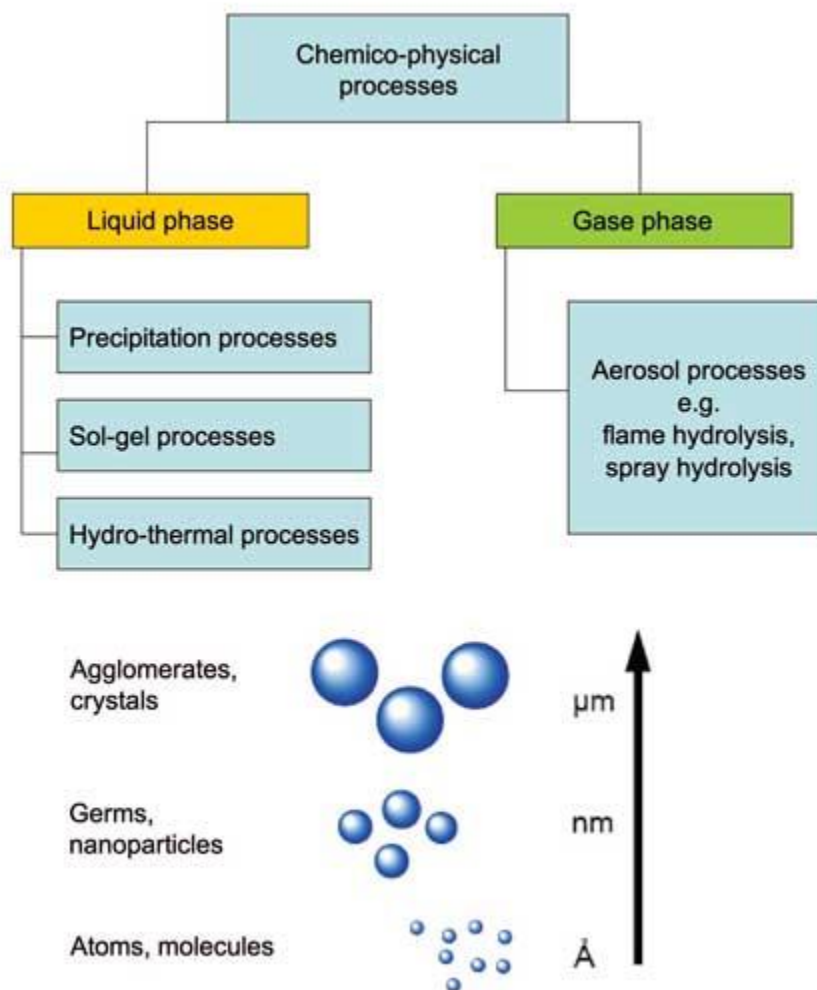 Chemico-physical
processes
Liquid phase
Gase phase
Precipitation processes
Sol-gel processes
Hydro-thermal processes
Aerosol processes
e.g.
flame hydrolysis,
spray hydrolysis
Agglomerates,
crystals
µm
Germs,
nanoparticles
nm
Atoms, molecules
Å